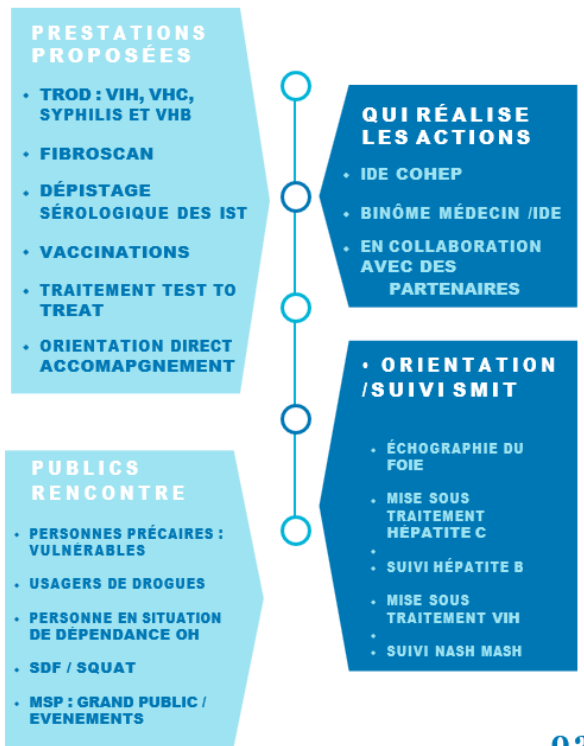 PRESTATIONS
PROPOSÉES
• TROD : VIH, VHC,
SYPHILIS ET VHB
• FIBROSCAN
• DÉPISTAGE
SÉROLOGIQUE DES IST
• VACCINATIONS
• TRAITEMENT TEST TO
TREAT
• ORIENTATION DIRECT
ACCOMAPGNEMENT
QUI RÉALISE
LES ACTIONS
• IDE COHEP
• BINÔME MÉDECIN /IDE
• EN COLLABORATION
AVEC DES
PARTENAIRES
• ORIENTATION
/SUIVI SMIT
• ÉCHOGRAPHIE DU
FOIE
• MISE SOUS
TRAITEMENT
HÉPATITE C
•
• SUIVI HÉPATITE B
• MISE SOUS
TRAITEMENT VIH
•
• SUIVI NASH MASH
PUBLICS
RENCONTRE
• PERSONNES PRÉCAIRES :
VULNÉRABLES
• USAGERS DE DROGUES
• PERSONNE EN SITUATION
DE DÉPENDANCE OH
• SDF / SQUAT
• MSP : GRAND PUBLIC /
EVENEMENTS